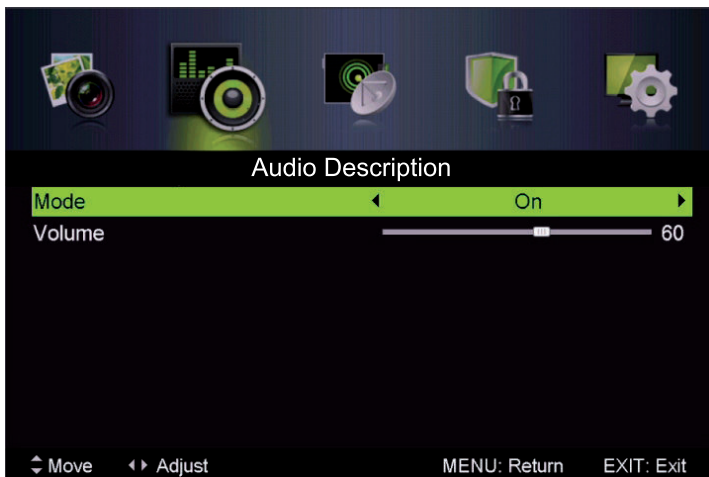 Audio Description
Mode On
Volume 60
Move Adjust MENU: Return EXIT: Exit